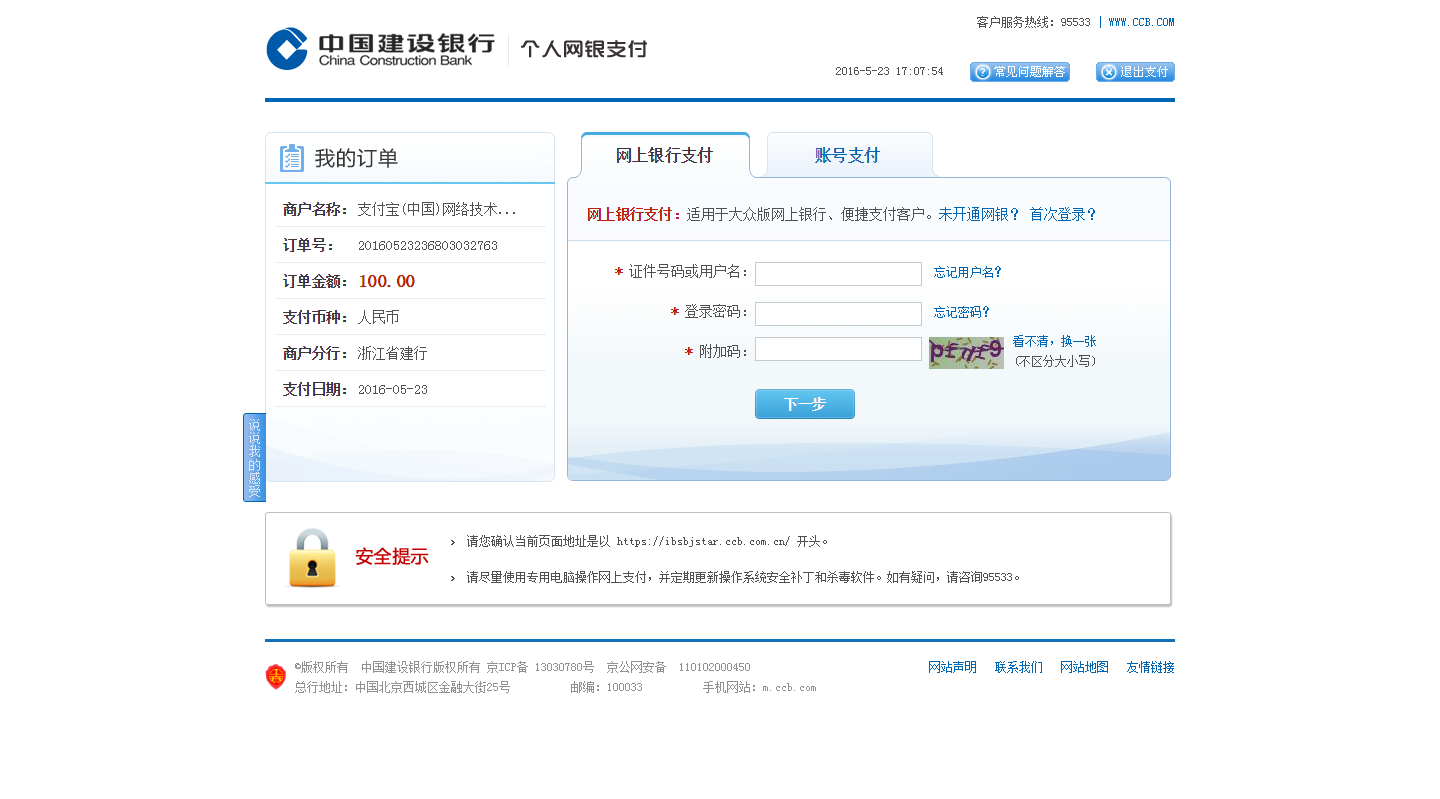 客户服务热线：95533 | WWW.CCB.COM
中国建设银行 个人网银支付
China Construction Bank
2016-5-23 17:07:54 常见问题解答 退出支付
我的订单
商户名称： 支付宝(中国)网络技术...
订单号： 20160523236803032763
订单金额： 100.00
支付币种： 人民币
商户分行： 浙江省建行
支付日期： 2016-05-23
说说我的感受
网上银行支付 账号支付
网上银行支付：适用于大众版网上银行、便捷支付客户。未开通网银？ 首次登录？
* 证件号码或用户名： 忘记用户名？
* 登录密码： 忘记密码？
* 附加码： 看不清，换一张
(不区分大小写)
下一步
安全提示
› 请您确认当前页面地址是以 https://ibsbjstar.ccb.com.cn/ 开头。
› 请尽量使用专用电脑操作网上支付，并定期更新操作系统安全补丁和杀毒软件。如有疑问，请咨询95533。
©版权所有 中国建设银行版权所有 京ICP备 13030780号 京公网安备 110102000450
总行地址：中国北京西城区金融大街25号 邮编：100033 手机网站：m.ccb.com
网站声明 联系我们 网站地图 友情链接